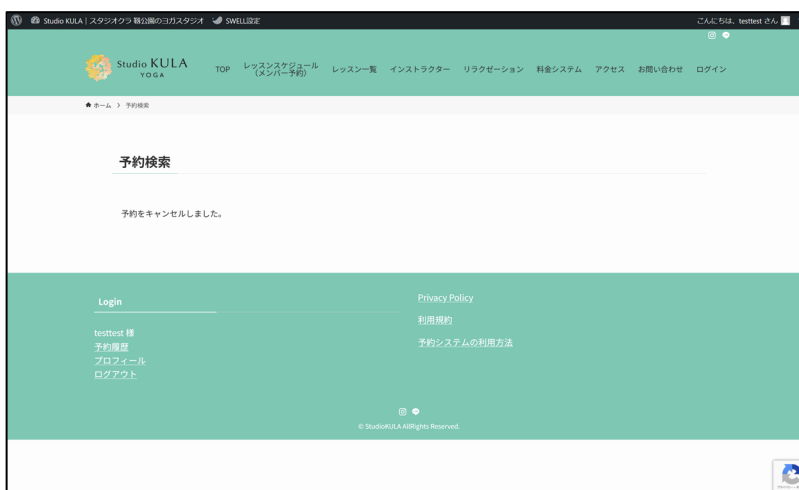 Studio KULA | スタジオクラ 靱公園のヨガスタジオ SWELL設定 こんにちは、testtest さん
Studio KULA
YOGA
TOP レッスンスケジュール（メンバー予約） レッスン一覧 インストラクター リラクゼーション 料金システム アクセス お問い合わせ ログイン
ホーム > 予約検索
予約検索
予約をキャンセルしました。
Login
testtest 様
予約履歴
プロフィール
ログアウト
Privacy Policy
利用規約
予約システムの利用方法
© StudioKULA AllRights Reserved.